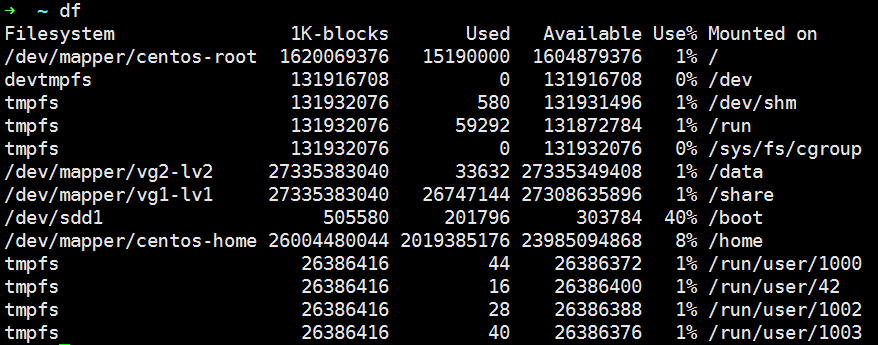 ➜  ~ df
Filesystem                1K-blocks       Used   Available Use% Mounted on
/dev/mapper/centos-root  1620069376   15190000  1604879376   1% /
devtmpfs                  131916708          0   131916708   0% /dev
tmpfs                     131932076        580   131931496   1% /dev/shm
tmpfs                     131932076      59292   131872784   1% /run
tmpfs                     131932076          0   131932076   0% /sys/fs/cgroup
/dev/mapper/vg2-lv2     27335383040      33632 27335349408   1% /data
/dev/mapper/vg1-lv1     27335383040   26747144 27308635896   1% /share
/dev/sdd1                    505580     201796      303784  40% /boot
/dev/mapper/centos-home 26004480044 2019385176 23985094868   8% /home
tmpfs                      26386416         44    26386372   1% /run/user/1000
tmpfs                      26386416         16    26386400   1% /run/user/42
tmpfs                      26386416         28    26386388   1% /run/user/1002
tmpfs                      26386416         40    26386376   1% /run/user/1003